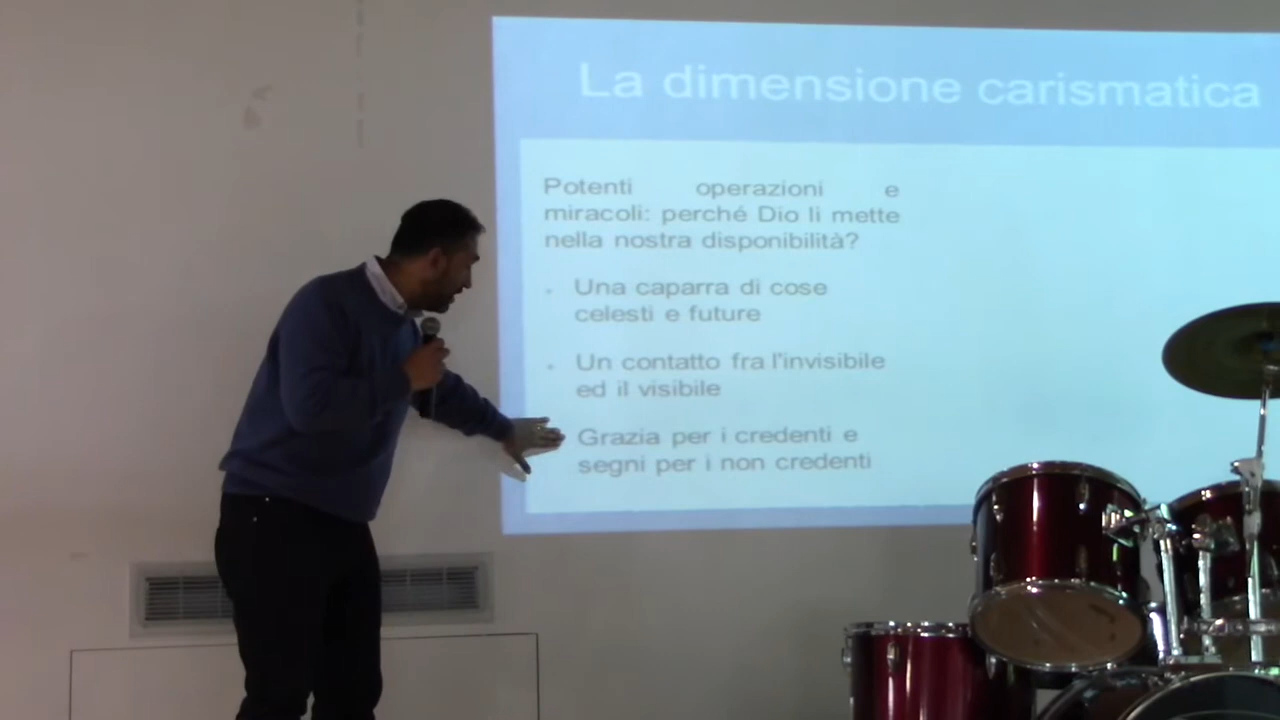 La dimensione carismatica
Potenti operazioni e
miracoli: perché Dio li mette
nella nostra disponibilità?
Una caparra di cose
celesti e future
Un contatto fra l'invisibile
ed il visibile
Grazia per i credenti e
segni per i non credenti